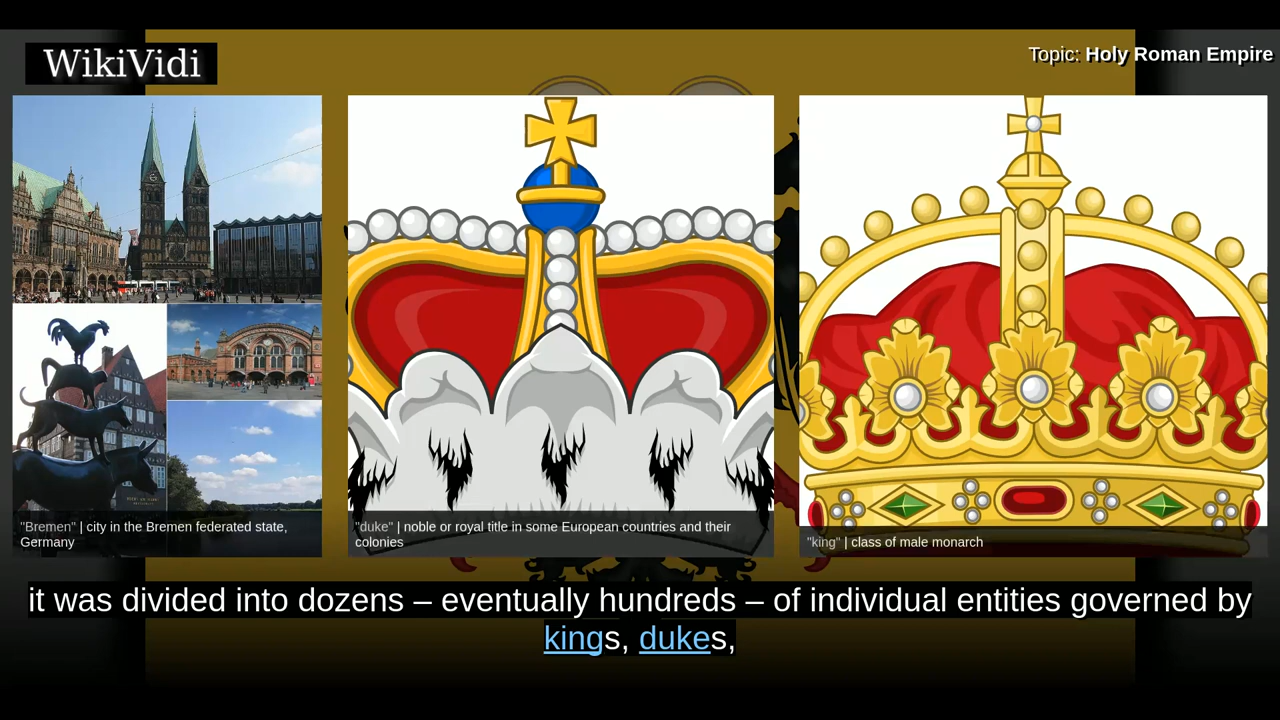 WikiVidi
Topic: Holy Roman Empire
"Bremen" | city in the Bremen federated state,
Germany
"duke" | noble or royal title in some European countries and their
colonies
"king" | class of male monarch
it was divided into dozens – eventually hundreds – of individual entities governed by
kings, dukes,